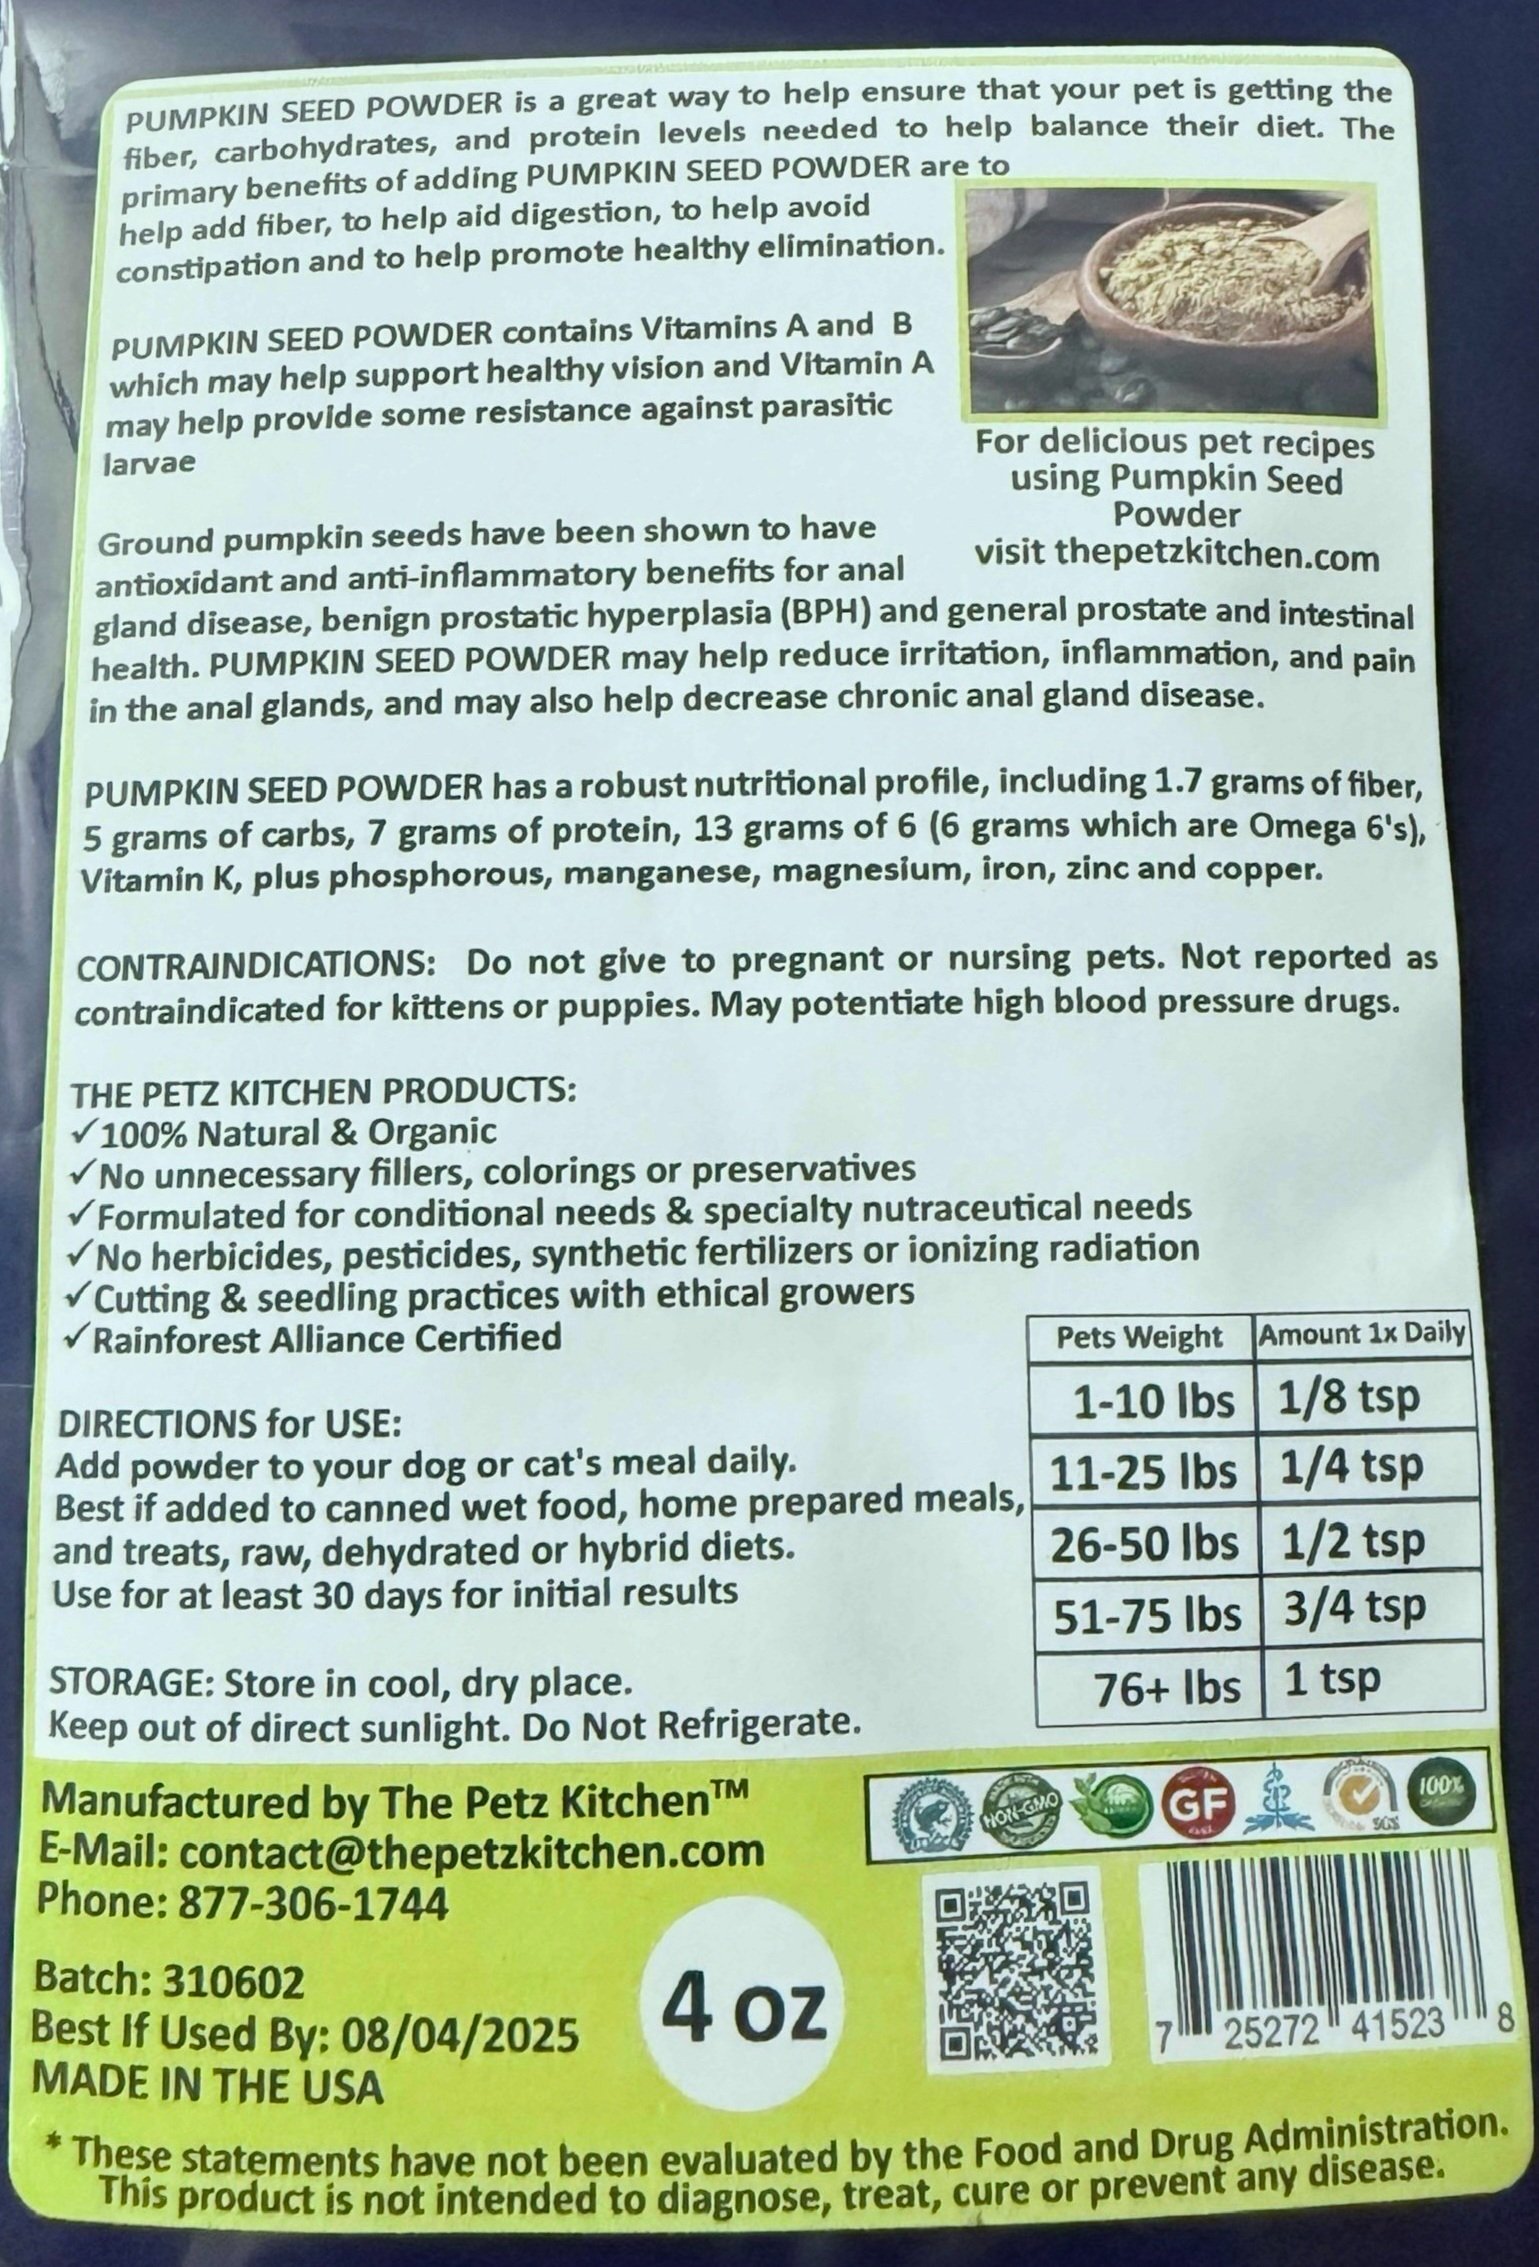 PUMPKIN SEED POWDER is a great way to help ensure that your pet is getting the
fiber, carbohydrates, and protein levels needed to help balance their diet. The
primary benefits of adding PUMPKIN SEED POWDER are to
help add fiber, to help aid digestion, to help avoid
constipation and to help promote healthy elimination.
PUMPKIN SEED POWDER contains Vitamins A and B
which may help support healthy vision and Vitamin A
may help provide some resistance against parasitic
larvae
For delicious pet recipes
using Pumpkin Seed
Powder
visit thepetzkitchen.com
Ground pumpkin seeds have been shown to have
antioxidant and anti-inflammatory benefits for anal
gland disease, benign prostatic hyperplasia (BPH) and general prostate and intestinal
health. PUMPKIN SEED POWDER may help reduce irritation, inflammation, and pain
in the anal glands, and may also help decrease chronic anal gland disease.
PUMPKIN SEED POWDER has a robust nutritional profile, including 1.7 grams of fiber,
5 grams of carbs, 7 grams of protein, 13 grams of 6 (6 grams which are Omega 6's),
Vitamin K, plus phosphorous, manganese, magnesium, iron, zinc and copper.
CONTRAINDICATIONS: Do not give to pregnant or nursing pets. Not reported as
contraindicated for kittens or puppies. May potentiate high blood pressure drugs.
THE PETZ KITCHEN PRODUCTS:
✓100% Natural & Organic
✓No unnecessary fillers, colorings or preservatives
✓Formulated for conditional needs & specialty nutraceutical needs
✓No herbicides, pesticides, synthetic fertilizers or ionizing radiation
✓Cutting & seedling practices with ethical growers
✓Rainforest Alliance Certified
DIRECTIONS for USE:
Add powder to your dog or cat's meal daily.
Best if added to canned wet food, home prepared meals,
and treats, raw, dehydrated or hybrid diets.
Use for at least 30 days for initial results
Pets Weight Amount 1x Daily
1-10 lbs 1/8 tsp
11-25 lbs 1/4 tsp
26-50 lbs 1/2 tsp
51-75 lbs 3/4 tsp
76+ lbs 1 tsp
STORAGE: Store in cool, dry place.
Keep out of direct sunlight. Do Not Refrigerate.
Manufactured by The Petz Kitchen™
E-Mail: contact@thepetzkitchen.com
Phone: 877-306-1744
NON-GMO
GF
SGS
100%
Batch: 310602
Best If Used By: 08/04/2025
MADE IN THE USA
4 oz
7 25272 41523 8
* These statements have not been evaluated by the Food and Drug Administration.
This product is not intended to diagnose, treat, cure or prevent any disease.